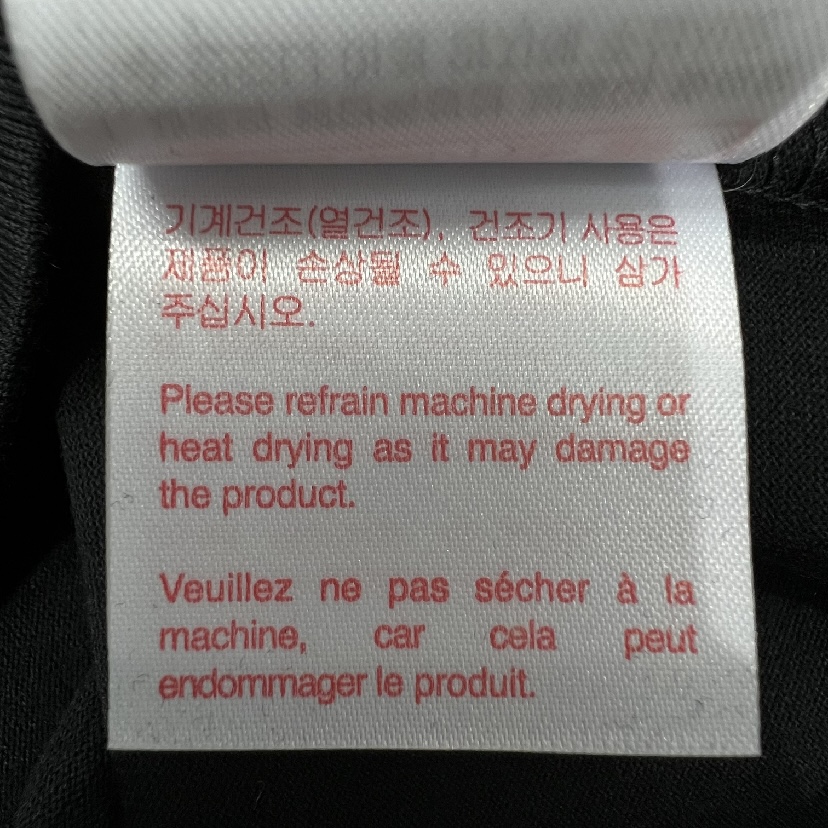 기계건조(열건조), 건조기 사용은
제품이 손상될 수 있으니 삼가
주십시오.
Please refrain machine drying or
heat drying as it may damage
the product.
Veuillez ne pas sécher à la
machine, car cela peut
endommager le produit.